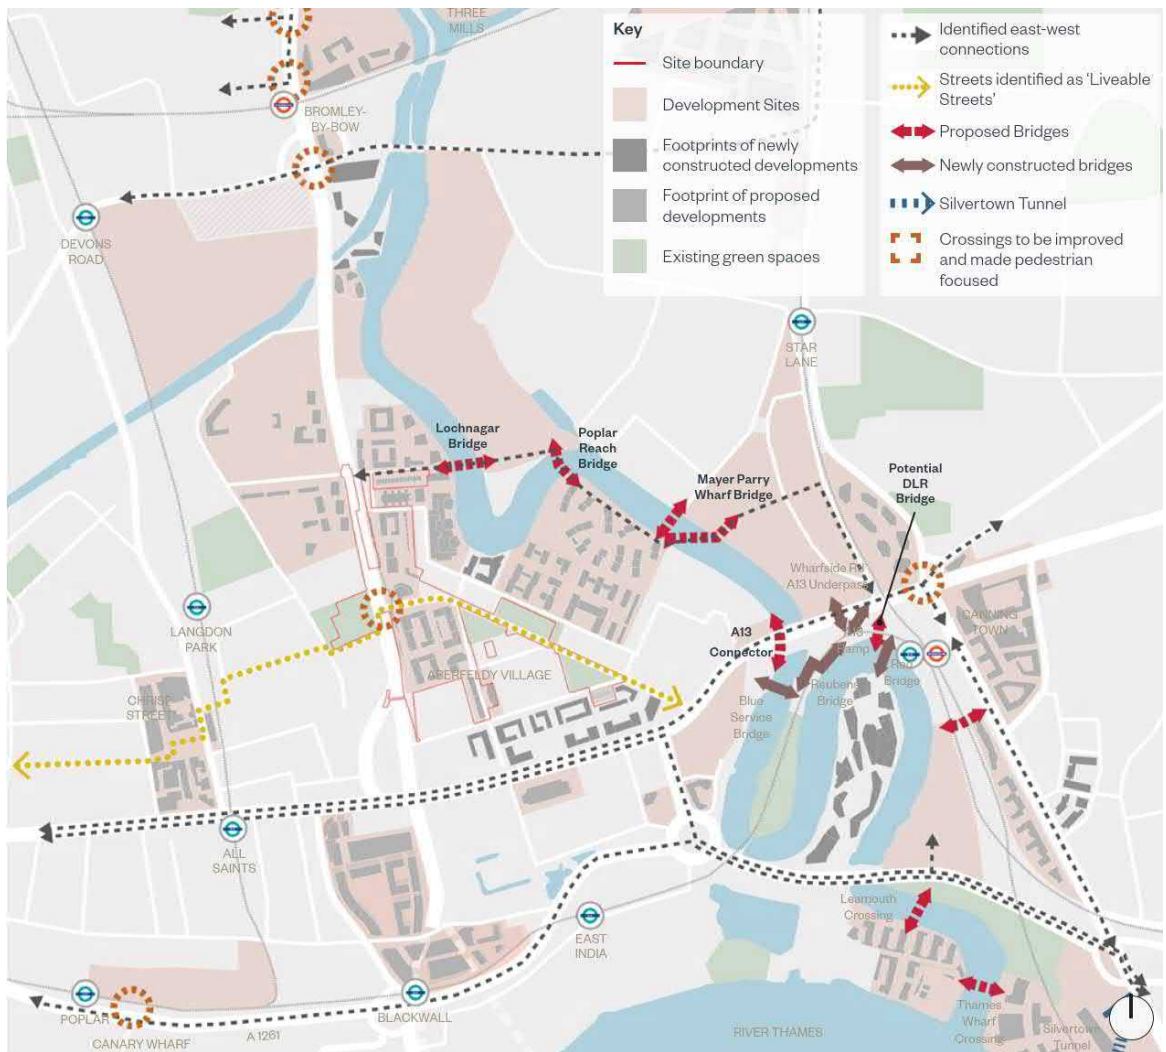 THREE
MILLS
BROMLEY-
BY-BOW
DEVONS
ROAD
Key
Site boundary
Development Sites
Footprints of newly
constructed developments
Footprint of proposed
developments
Existing green spaces
Identified east-west
connections
Streets identified as ‘Liveable
Streets’
Proposed Bridges
Newly constructed bridges
Silvertown Tunnel
Crossings to be improved
and made pedestrian
focused
STAR
LANE
Lochnagar
Bridge
Poplar
Reach
Bridge
Mayer Parry
Wharf Bridge
Potential
DLR
Bridge
Wharfside Rd
A13 Underpass
CANNING
TOWN
LANGDON
PARK
A13
Connector
Ramp
Red
Bridge
ABERFELDY VILLAGE
Reubens
Bridge
Blue
Service
Bridge
CHRISP
STREET
ALL
SAINTS
Leamouth
Crossing
EAST
INDIA
POPLAR
CANARY WHARF
A 1261
BLACKWALL
RIVER THAMES
Thames
Wharf
Crossing
Silvertown
Tunnel